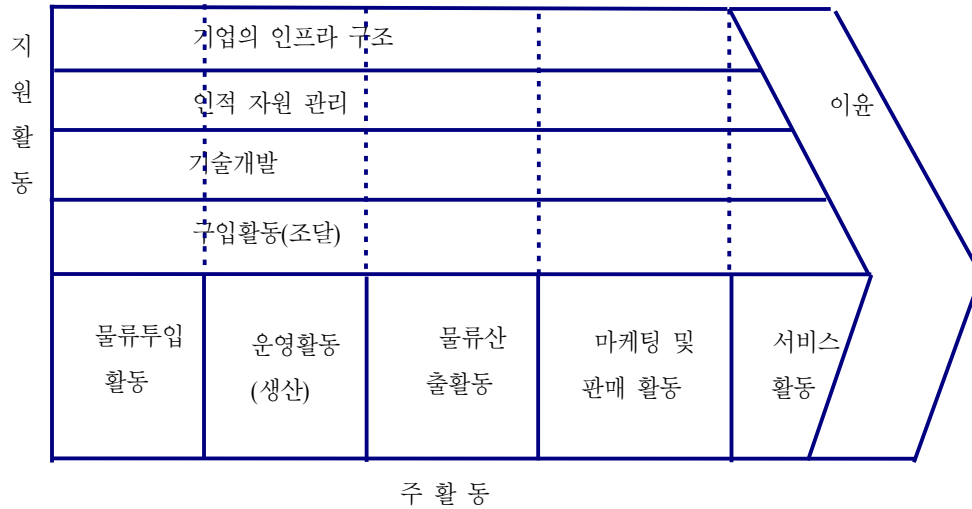 지원활동
기업의 인프라 구조
인적 자원 관리
기술개발
구입활동(조달)
이윤
물류투입
활동
운영활동
(생산)
물류산
출활동
마케팅 및
판매 활동
서비스
활동
주 활 동